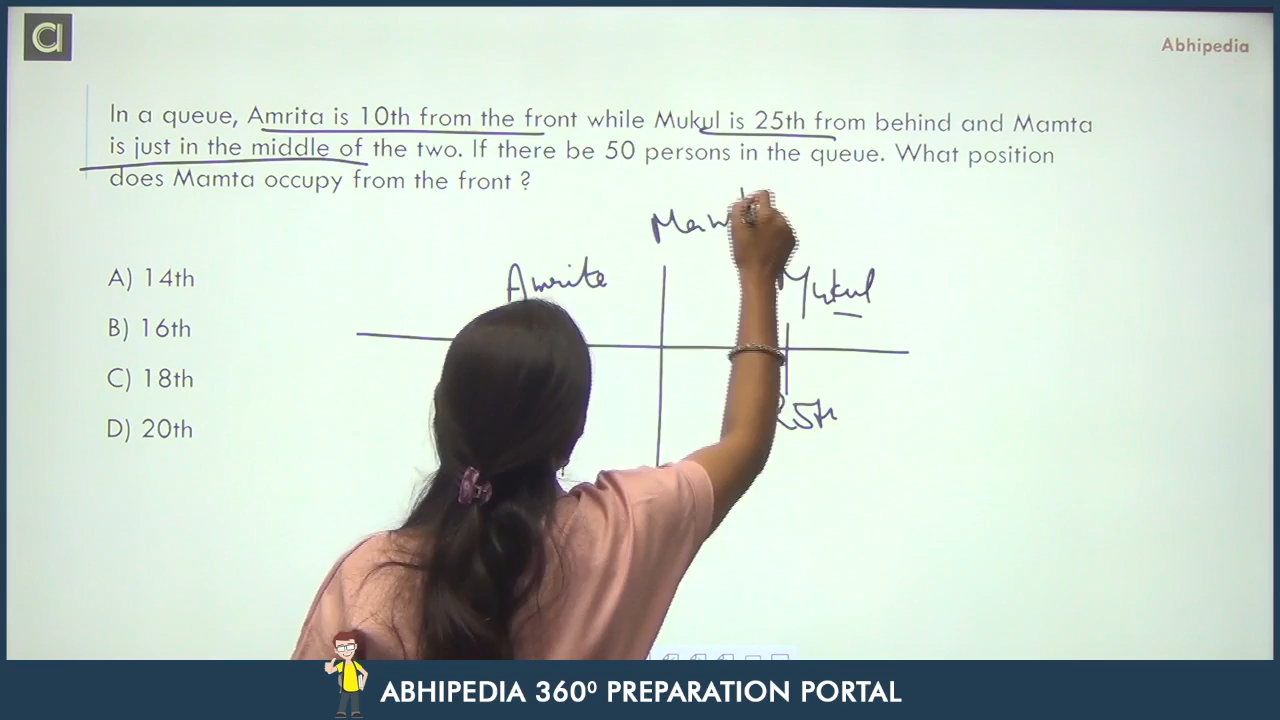 Abhipedia
In a queue, Amrita is 10th from the front while Mukul is 25th from behind and Mamta
is just in the middle of the two. If there be 50 persons in the queue. What position
does Mamta occupy from the front ?
A) 14th
B) 16th
C) 18th
D) 20th
Amrita
Mukul
25th
ABHIPEDIA 360⁰ PREPARATION PORTAL